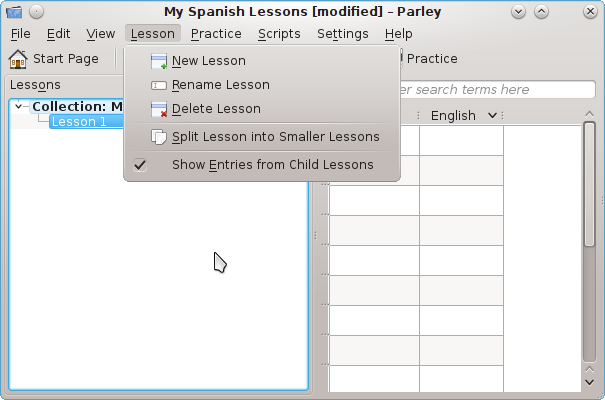 My Spanish Lessons [modified] – Parley
File Edit View Lesson Practice Scripts Settings Help
Start Page Practice
New Lesson
Rename Lesson
Delete Lesson
Split Lesson into Smaller Lessons
Show Entries from Child Lessons
Lessons
Collection: M
Lesson 1
er search terms here
English